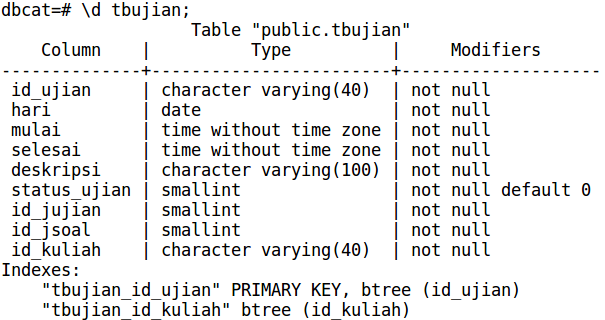 dbcat=# \d tbujian;
                   Table "public.tbujian"
    Column    |          Type          |     Modifiers
--------------+------------------------+--------------------
 id_ujian     | character varying(40)  | not null
 hari         | date                   | not null
 mulai        | time without time zone | not null
 selesai      | time without time zone | not null
 deskripsi    | character varying(100) | not null
 status_ujian | smallint               | not null default 0
 id_jujian    | smallint               | not null
 id_jsoal     | smallint               | not null
 id_kuliah    | character varying(40)  | not null
Indexes:
    "tbujian_id_ujian" PRIMARY KEY, btree (id_ujian)
    "tbujian_id_kuliah" btree (id_kuliah)